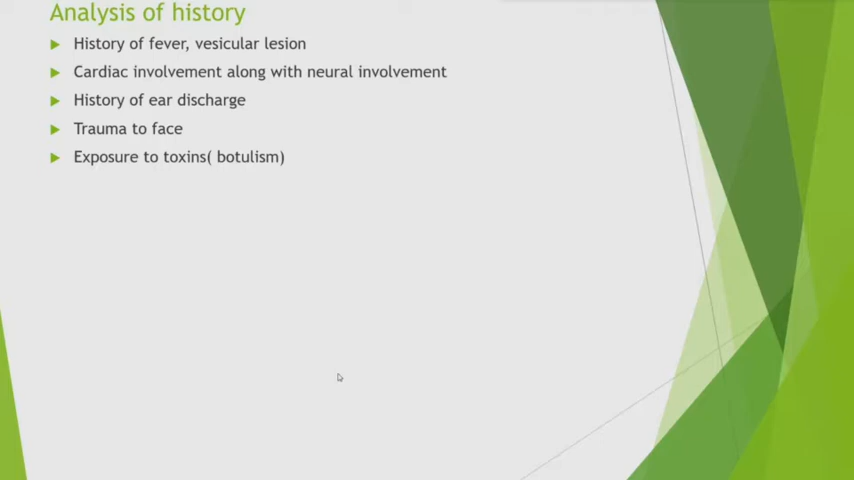 Analysis of history
History of fever, vesicular lesion
Cardiac involvement along with neural involvement
History of ear discharge
Trauma to face
Exposure to toxins( botulism)